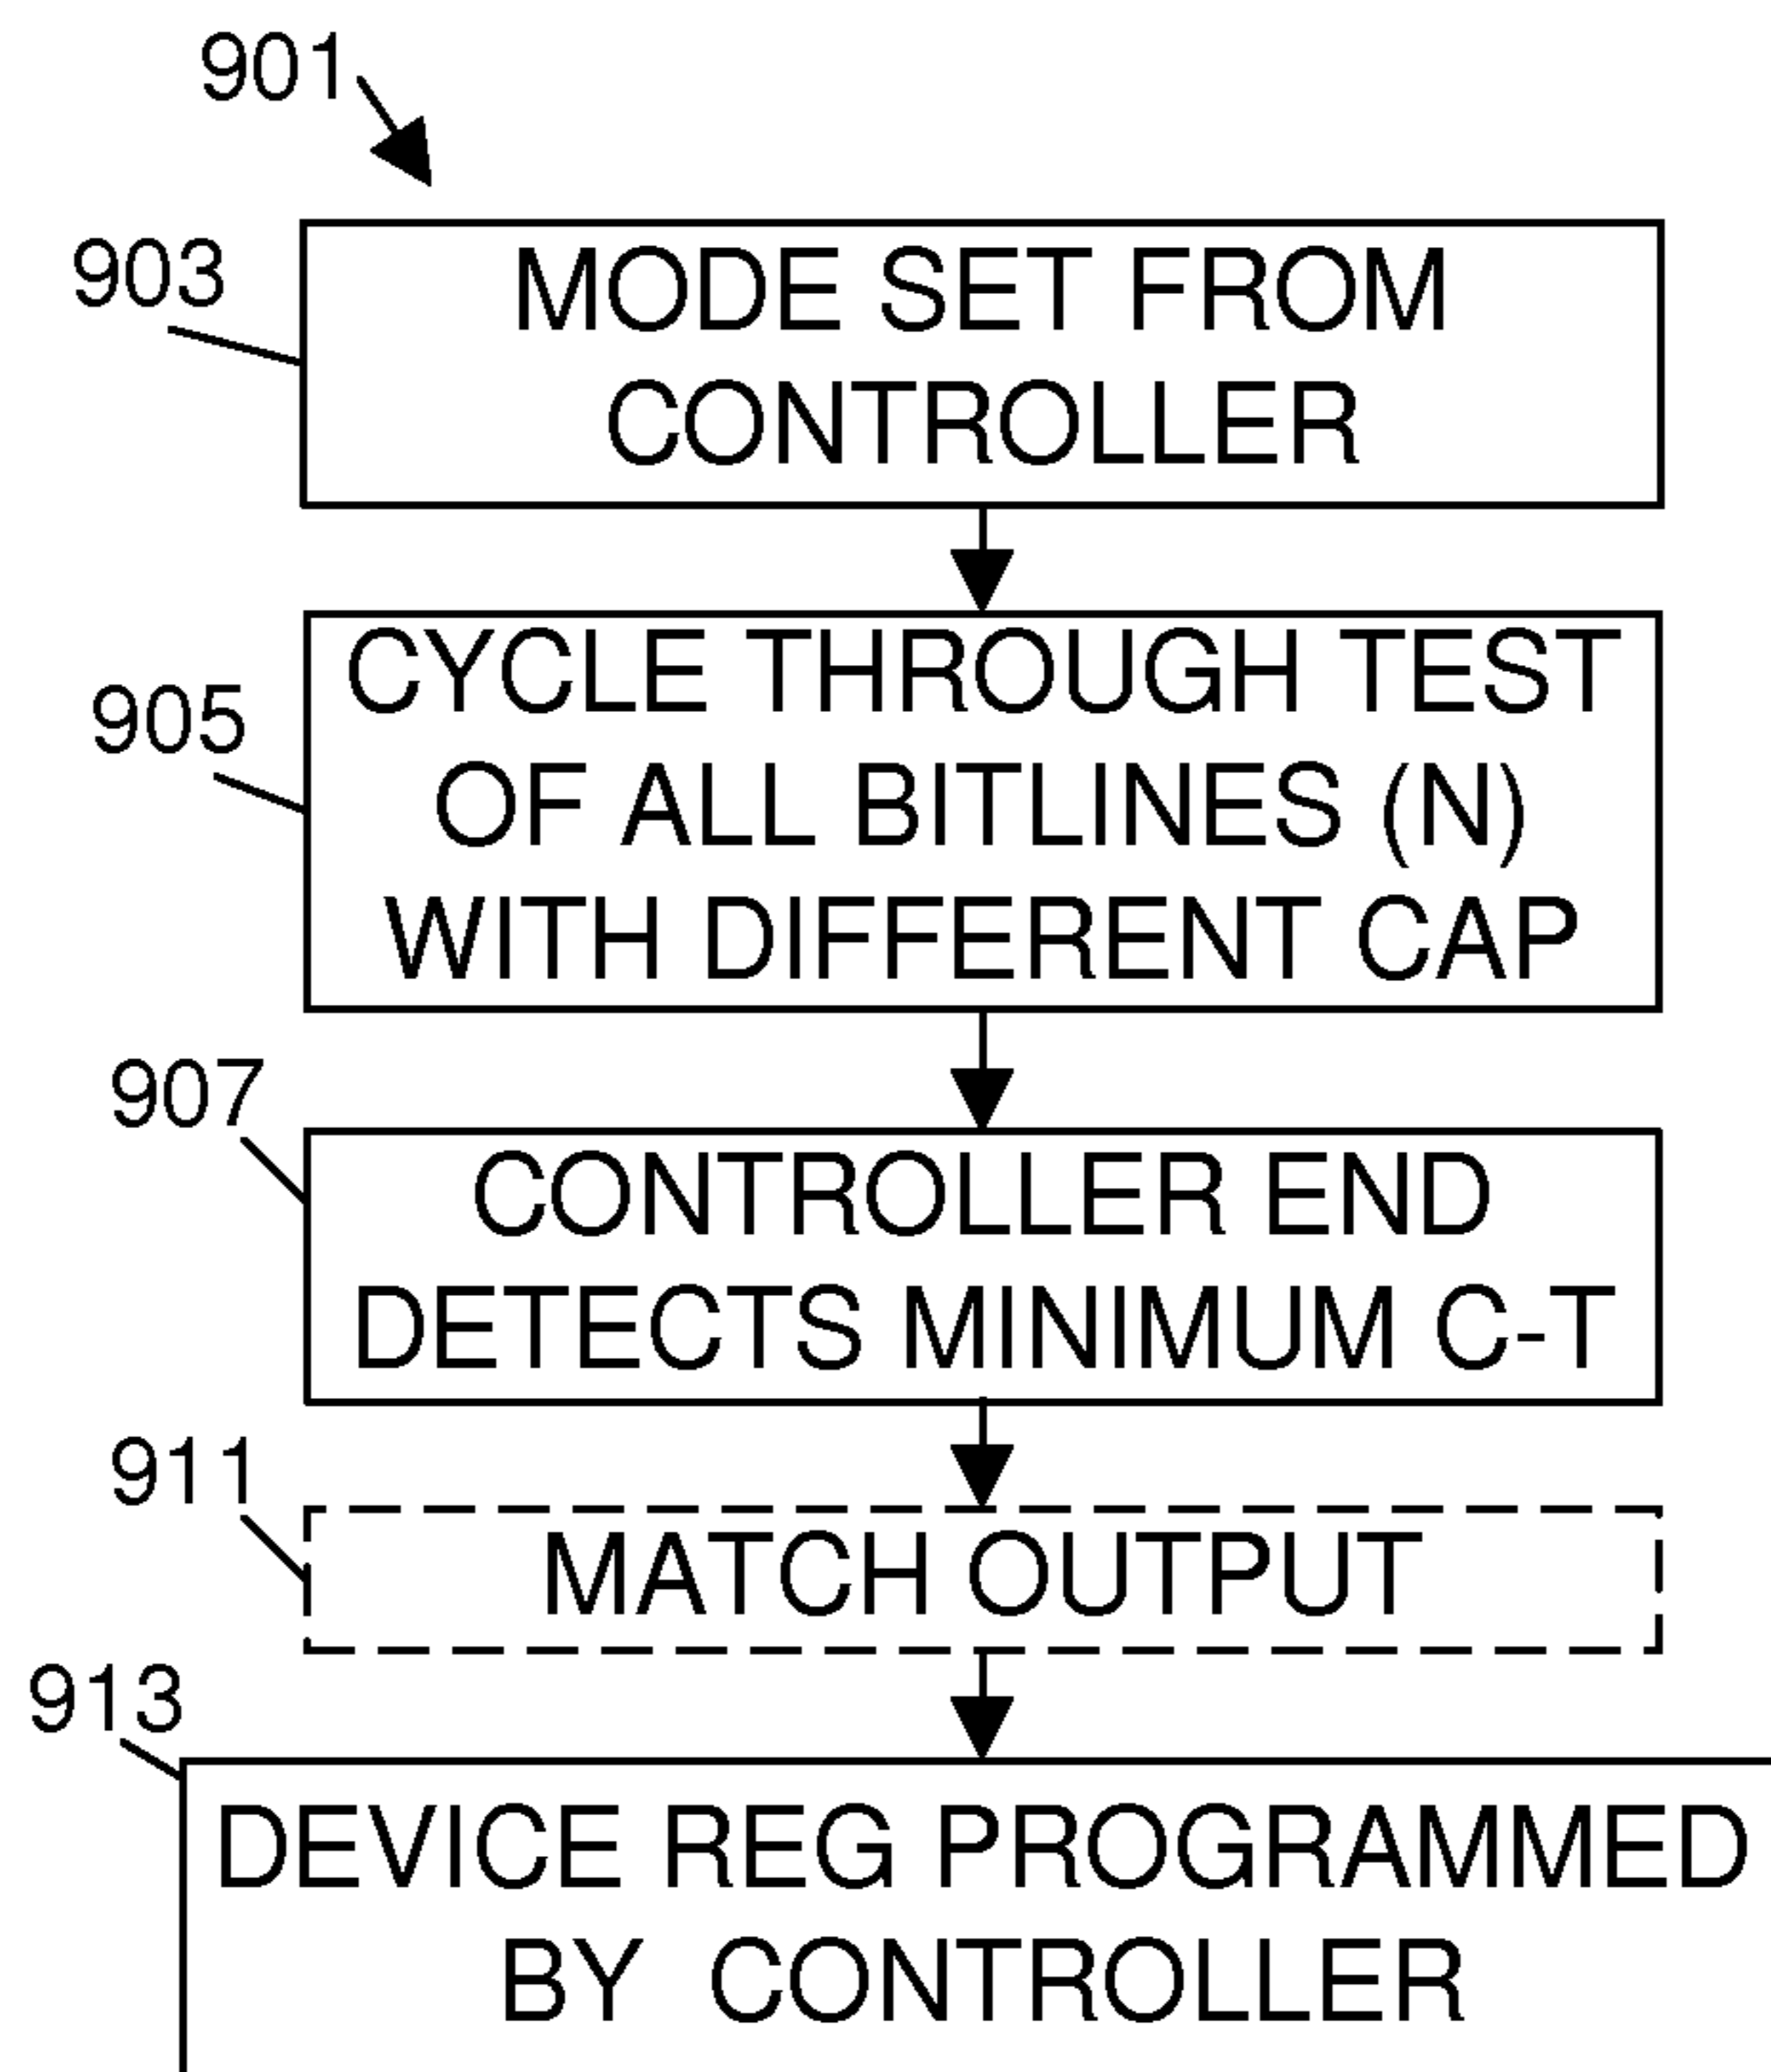 901
903
MODE SET FROM
CONTROLLER
905
CYCLE THROUGH TEST
OF ALL BITLINES (N)
WITH DIFFERENT CAP
907
CONTROLLER END
DETECTS MINIMUM C-T
911
MATCH OUTPUT
913
DEVICE REG PROGRAMMED
BY CONTROLLER